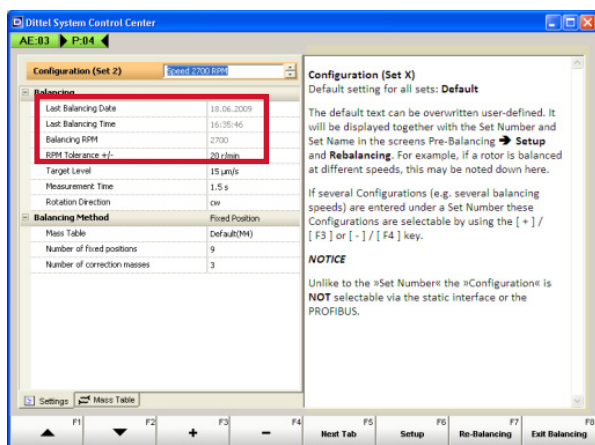 Dittel System Control Center
AE:03 P:04
Configuration (Set 2) Speed 2700 RPM
Balancing
Last Balancing Date 18.06.2009
Last Balancing Time 16:35:46
Balancing RPM 2700
RPM Tolerance +/- 20 r/min
Target Level 15 µm/s
Measurement Time 1.5 s
Rotation Direction cw
Balancing Method Fixed Position
Mass Table Default(M4)
Number of fixed positions 9
Number of correction masses 3
Settings Mass Table
Configuration (Set X)
Default setting for all sets: Default
The default text can be overwritten user-defined. It
will be displayed together with the Set Number and
Set Name in the screens Pre-Balancing ➔ Setup
and Rebalancing. For example, if a rotor is balanced
at different speeds, this may be noted down here.
If several Configurations (e.g. several balancing
speeds) are entered under a Set Number these
Configurations are selectable by using the [ + ] /
[ F3 ] or [ - ] / [ F4 ] key.
NOTICE
Unlike to the »Set Number« the »Configuration« is
NOT selectable via the static interface or the
PROFIBUS.
F1 F2 F3 F4 F5 F6 F7 F8
+ - Next Tab Setup Re-Balancing Exit Balancing